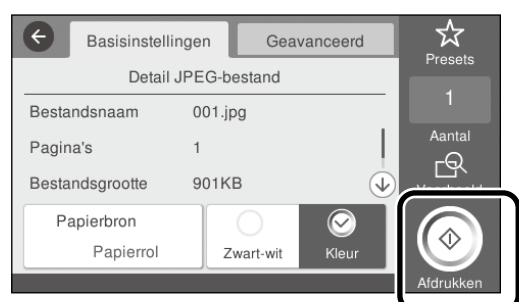 Basisinstellingen
Geavanceerd
Presets
Detail JPEG-bestand
Bestandsnaam 001.jpg
1
Pagina's 1
Aantal
Bestandsgrootte 901KB
Papierbron
Papierrol
Zwart-wit
Kleur
Afdrukken